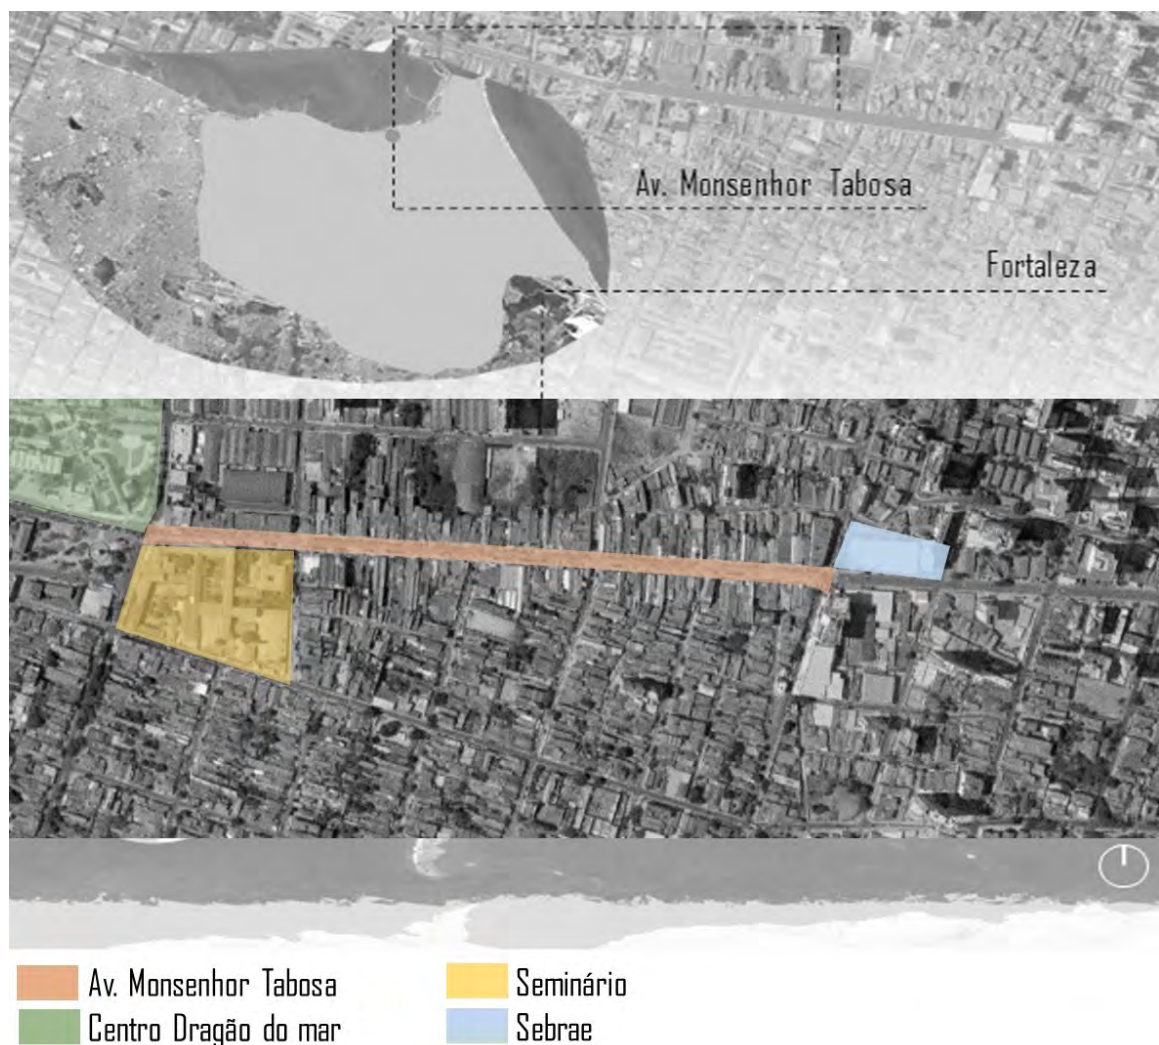 Av. Monsenhor Tabosa
Fortaleza
Av. Monsenhor Tabosa
Seminário
Centro Dragão do mar
Sebrae